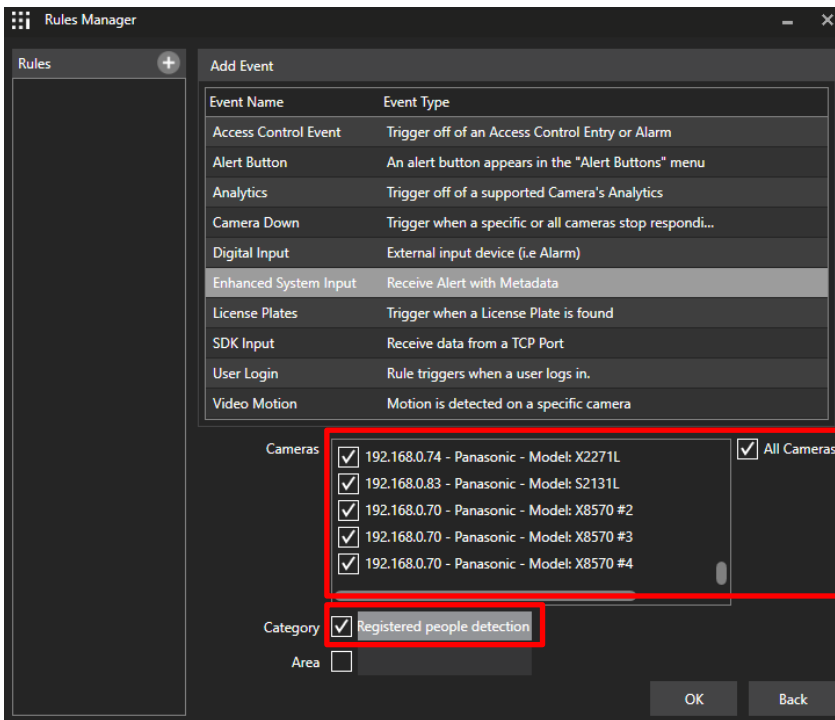 Rules Manager
Rules
Add Event
Event Name Event Type
Access Control Event Trigger off of an Access Control Entry or Alarm
Alert Button An alert button appears in the "Alert Buttons" menu
Analytics Trigger off of a supported Camera's Analytics
Camera Down Trigger when a specific or all cameras stop respondi...
Digital Input External input device (i.e Alarm)
Enhanced System Input Receive Alert with Metadata
License Plates Trigger when a License Plate is found
SDK Input Receive data from a TCP Port
User Login Rule triggers when a user logs in.
Video Motion Motion is detected on a specific camera
Cameras
192.168.0.74 - Panasonic - Model: X2271L
All Cameras
192.168.0.83 - Panasonic - Model: S2131L
192.168.0.70 - Panasonic - Model: X8570 #2
192.168.0.70 - Panasonic - Model: X8570 #3
192.168.0.70 - Panasonic - Model: X8570 #4
Category Registered people detection
Area
OK Back